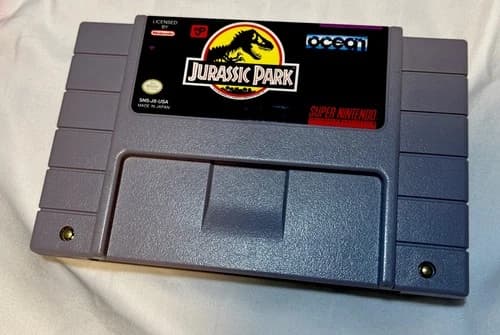 LICENSED
BY
Nintendo
ocean
JURASSIC PARK
SNS-J8-USA
MADE IN JAPAN
SUPER NINTENDO